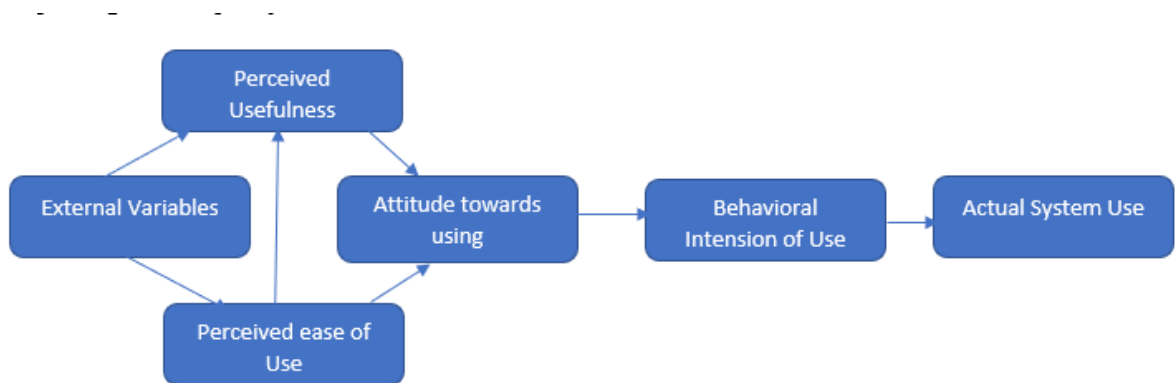 Perceived
Usefulness
External Variables
Attitude towards
using
Behavioral
Intension of Use
Actual System Use
Perceived ease of
Use